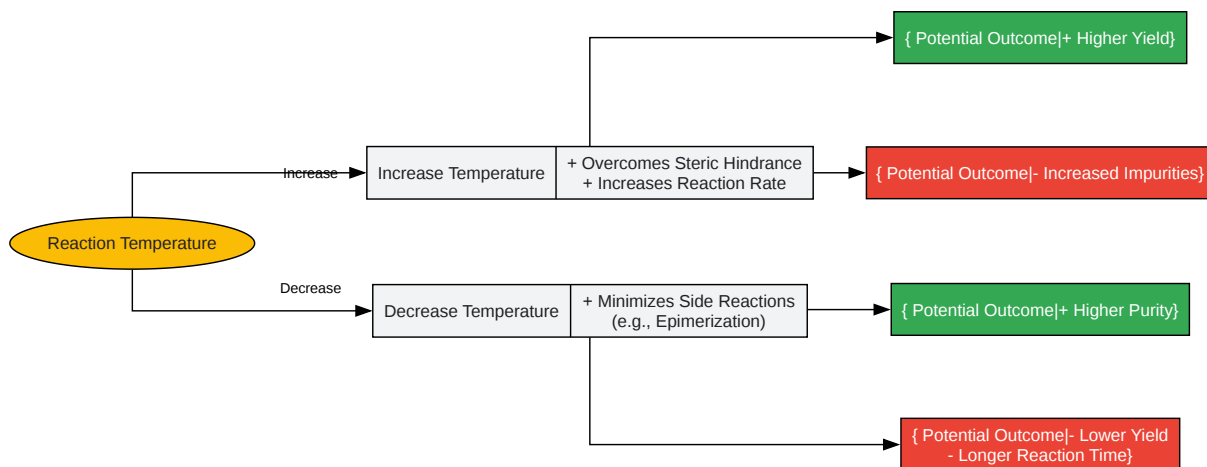 { Potential Outcome|+ Higher Yield}
Increase
Increase Temperature
+ Overcomes Steric Hindrance
+ Increases Reaction Rate
{ Potential Outcome|- Increased Impurities}
Reaction Temperature
Decrease
Decrease Temperature
+ Minimizes Side Reactions
(e.g., Epimerization)
{ Potential Outcome|+ Higher Purity}
{ Potential Outcome|- Lower Yield
- Longer Reaction Time}